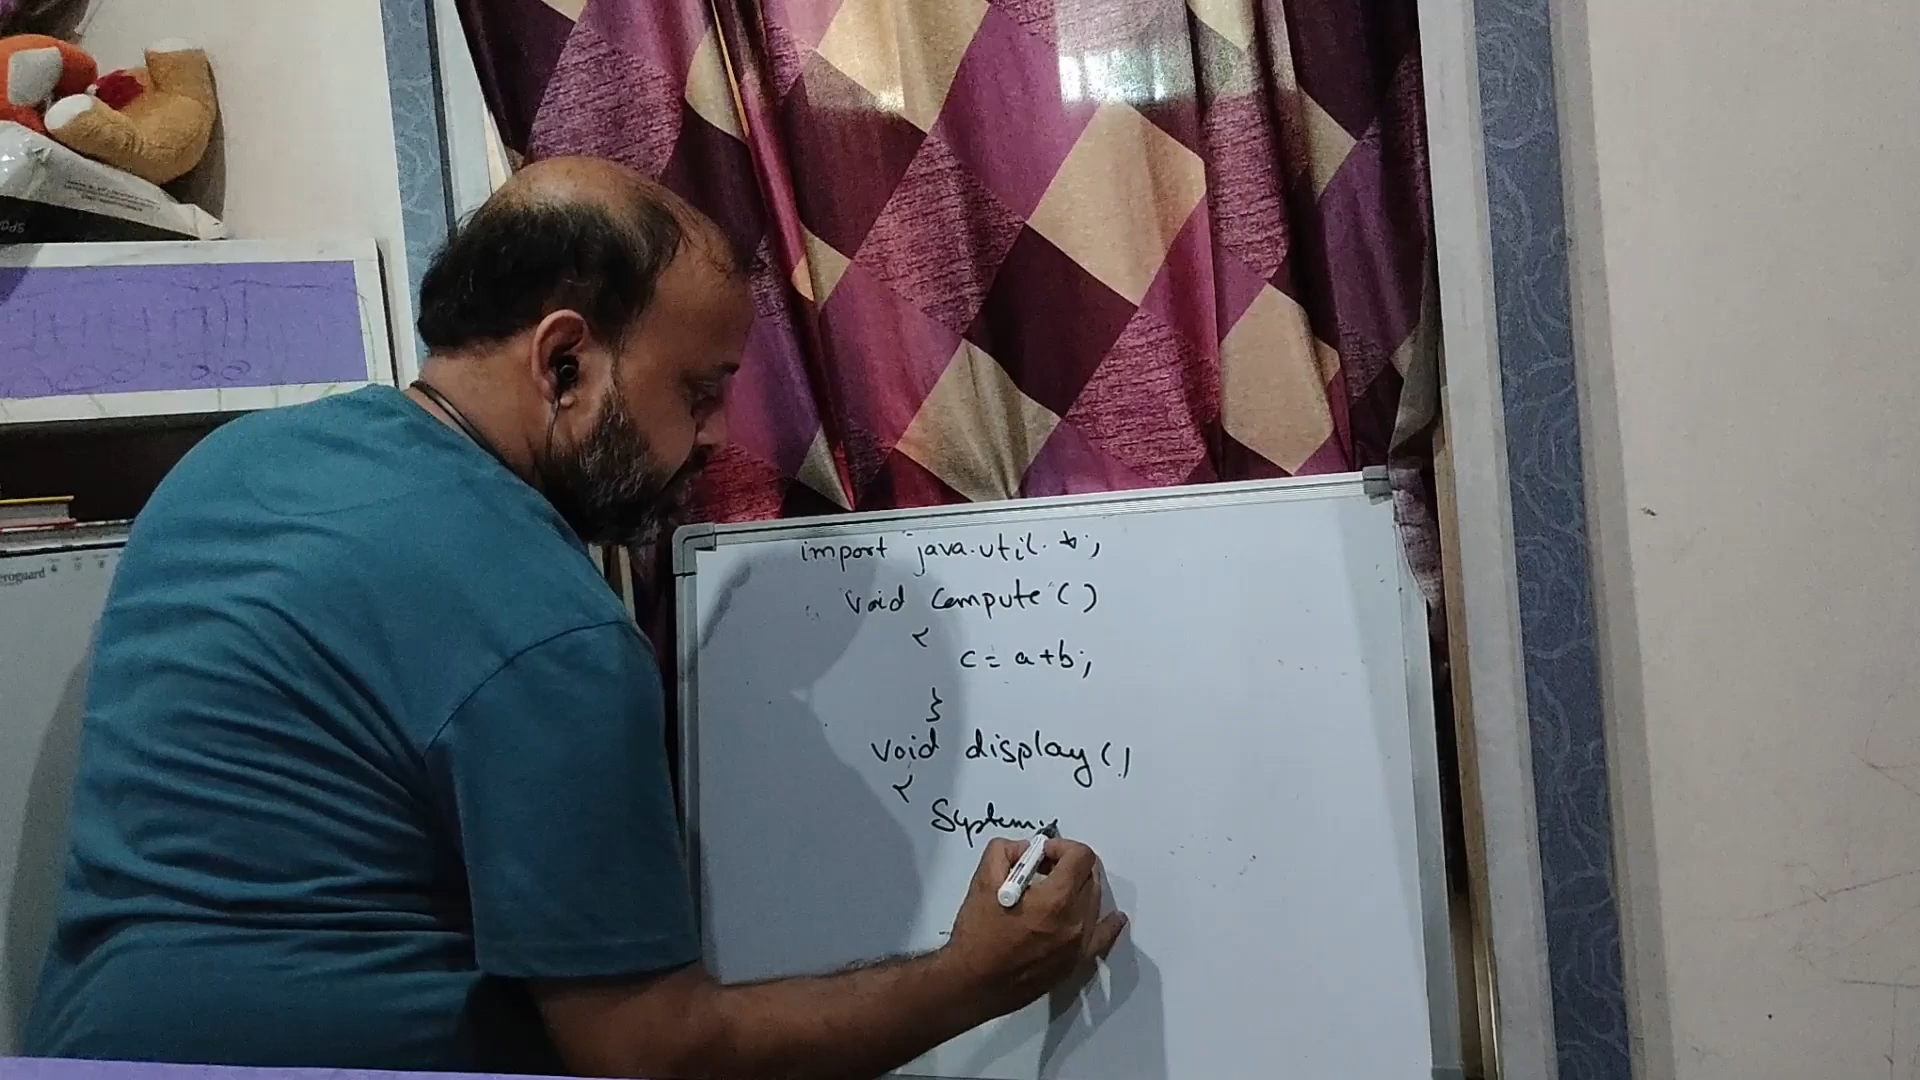 import java.util.*;
void compute()
{
c = a+b;
}
void display()
{
System.